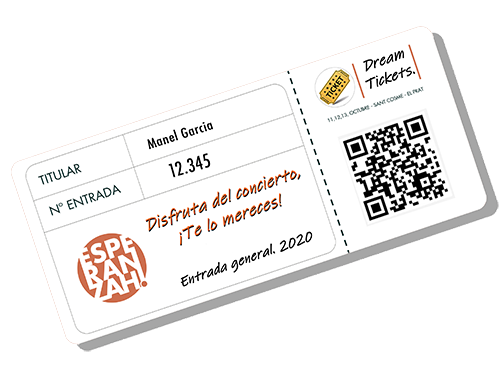 TITULAR
Manel Garcia
Nº ENTRADA
12.345
Disfruta del concierto,
¡Te lo mereces!
ESPE
RAN
ZAH!
Entrada general. 2020
TICKET
Dream
Tickets.
11,12,13, OCTUBRE - SANT COSME - EL PRAT